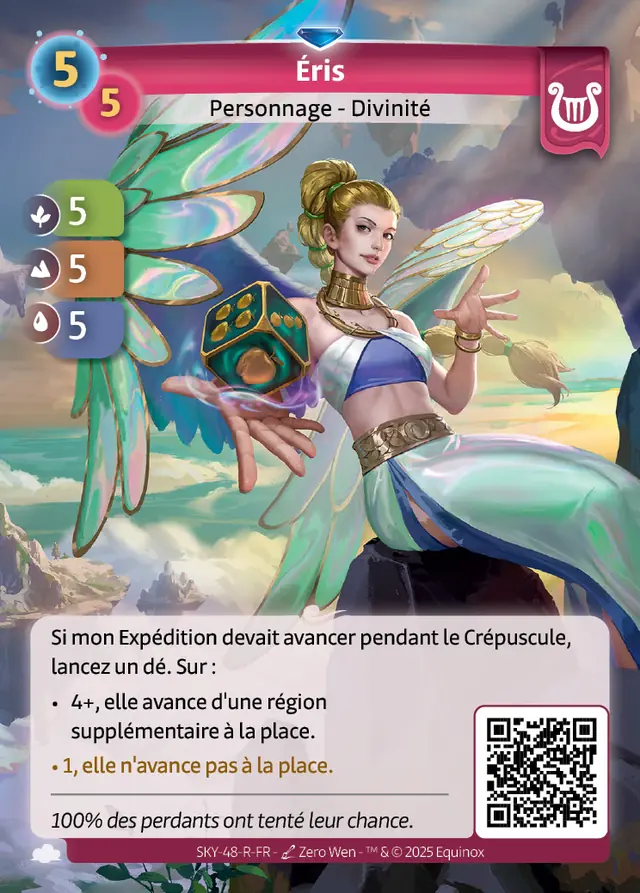 5
5
Éris
Personnage - Divinité
5
5
5
Si mon Expédition devait avancer pendant le Crépuscule,
lancez un dé. Sur :
• 4+, elle avance d'une région
supplémentaire à la place.
• 1, elle n'avance pas à la place.
100% des perdants ont tenté leur chance.
SKY-48-R-FR - Zero Wen - ™ & © 2025 Equinox